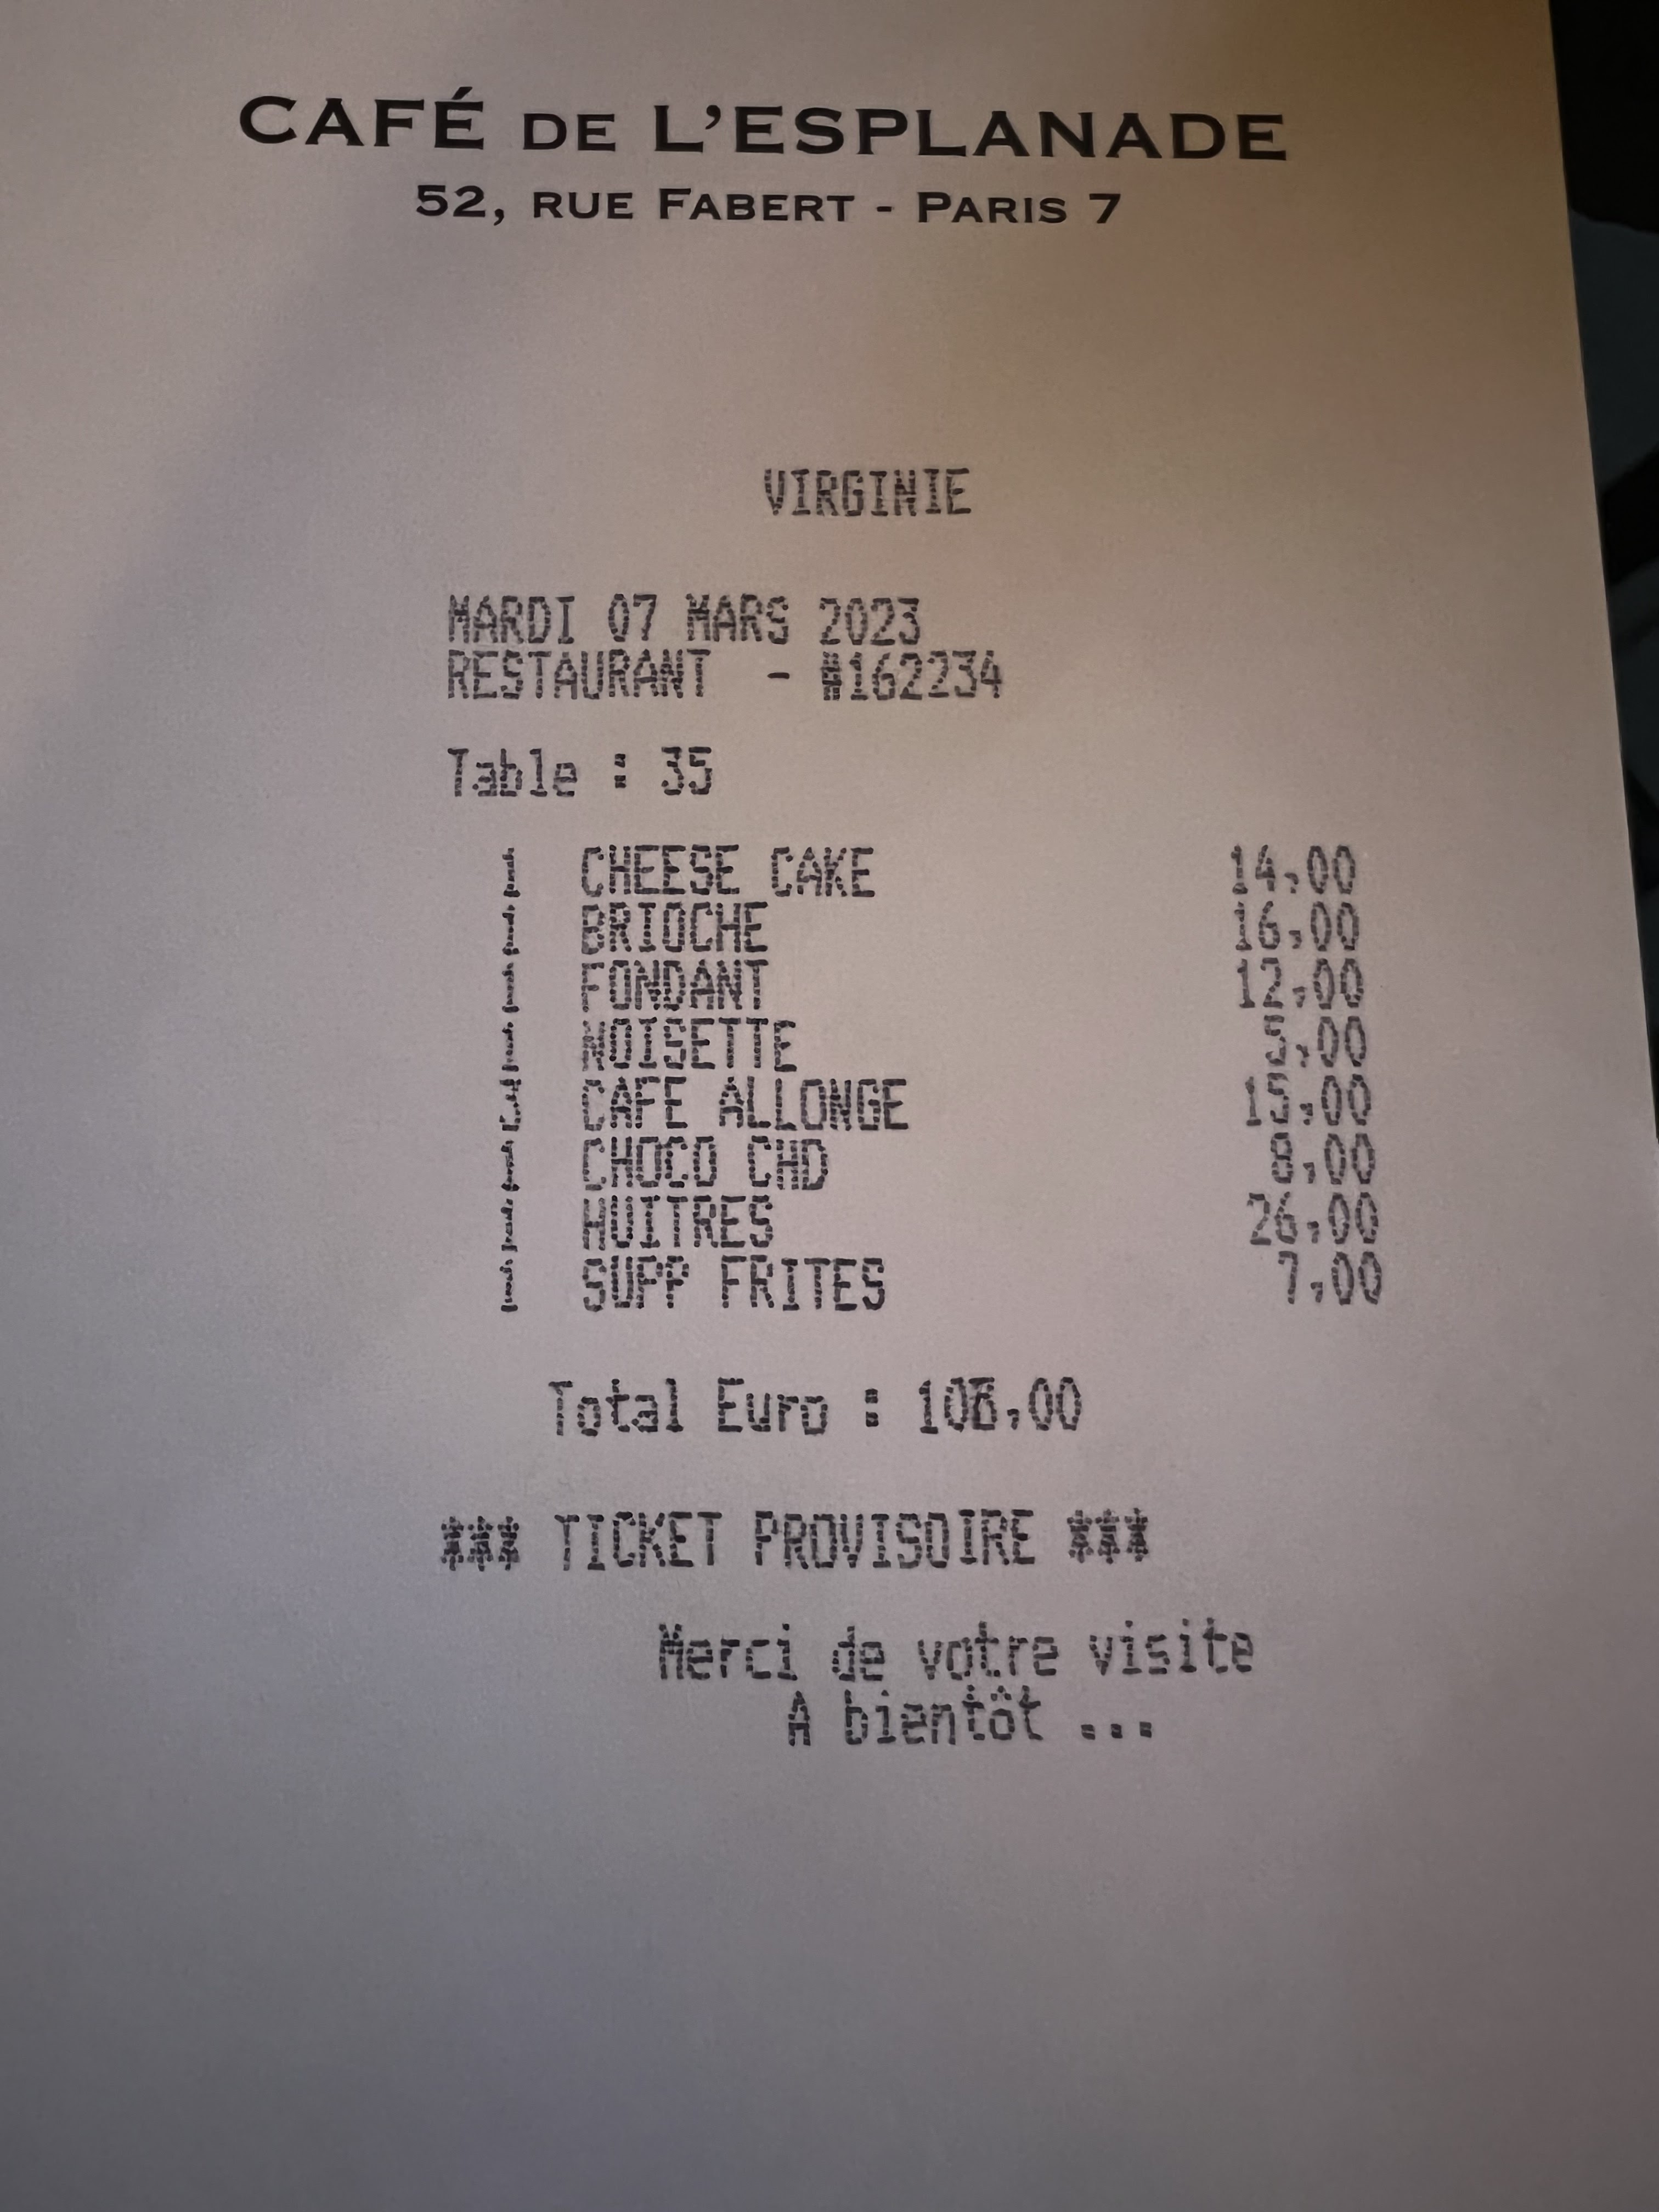 CAFÉ DE L'ESPLANADE
52, RUE FABERT - PARIS 7
VIRGINIE
MARDI 07 MARS 2023
RESTAURANT - #162234
Table : 35
1 CHEESE CAKE 14,00
1 BRIOCHE 16,00
1 FONDANT 12,00
1 NOISETTE 5,00
3 CAFE ALLONGE 15,00
1 CHOCO CHD 8,00
1 HUITRES 26,00
1 SUPP FRITES 7,00
Total Euro :
*** TICKET PROVISOIRE ***
Merci de votre visite
A bientôt ...